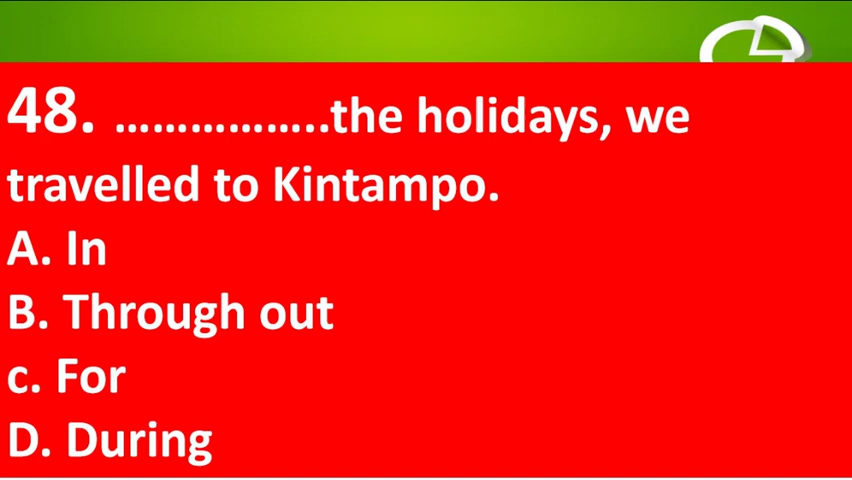 48. ……………..the holidays, we
travelled to Kintampo.
A. In
B. Through out
c. For
D. During